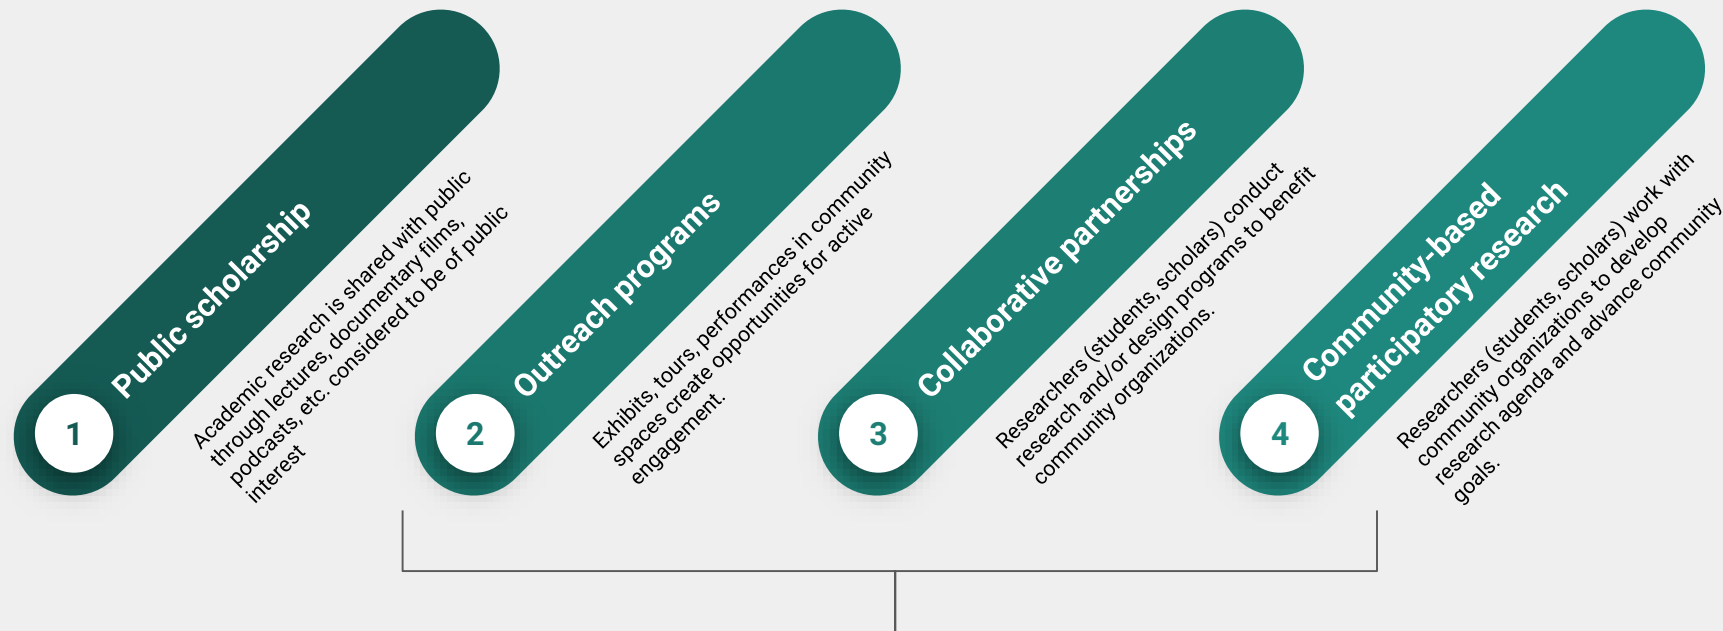 1
Public scholarship
Academic research is shared with public
through lectures, documentary films,
podcasts, etc. considered to be of public
interest
2
Outreach programs
Exhibits, tours, performances in community
spaces create opportunities for active
engagement.
3
Collaborative partnerships
Researchers (students, scholars) conduct
research and/or design programs to benefit
community organizations.
4
Community-based
participatory research
Researchers (students, scholars) work with
community organizations to develop
research agenda and advance community
goals.